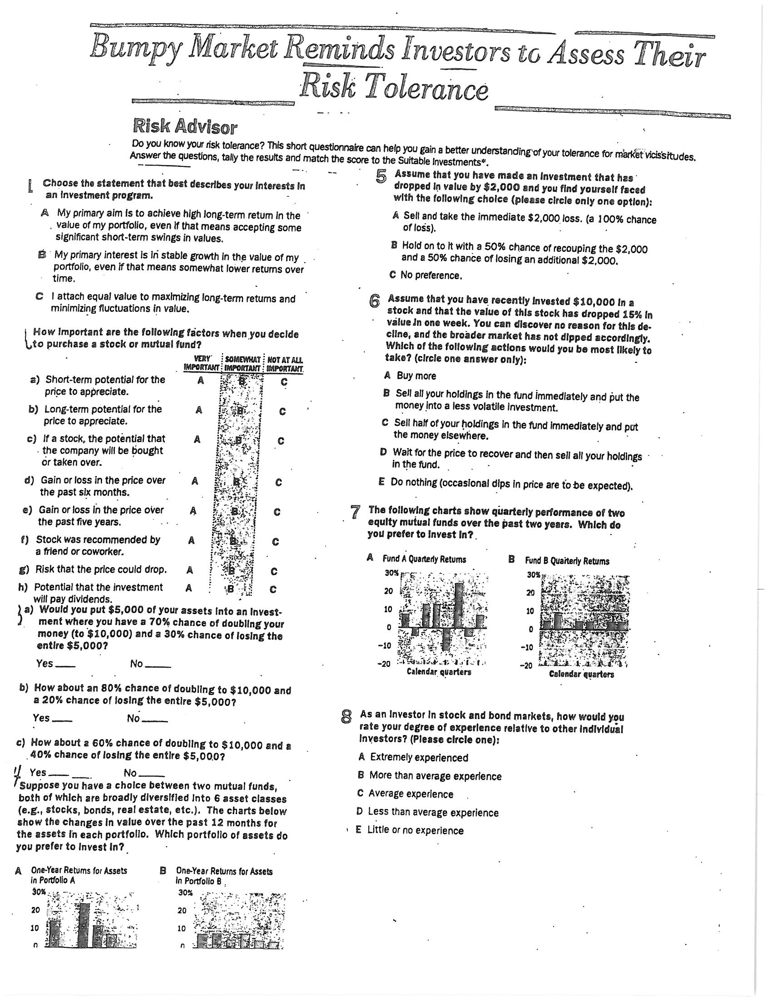 Bumpy Market Reminds Investors to Assess Their
Risk Tolerance
Risk Advisor
Do you know your risk tolerance? This short questionnaire can help you gain a better understanding of your tolerance for market vicissitudes.
Answer the questions, tally the results and match the score to the Suitable Investments*.
Choose the statement that best describes your interests in
an investment program.
A My primary aim is to achieve high long-term return in the
value of my portfolio, even if that means accepting some
significant short-term swings in values.
B My primary interest is in stable growth in the value of my
portfolio, even if that means somewhat lower returns over
time.
C I attach equal value to maximizing long-term returns and
minimizing fluctuations in value.
How important are the following factors when you decide
to purchase a stock or mutual fund?
VERY SOMEWHAT NOT AT ALL
IMPORTANT IMPORTANT IMPORTANT
a) Short-term potential for the A B C
price to appreciate.
b) Long-term potential for the A B C
price to appreciate.
c) If a stock, the potential that A B C
the company will be bought
or taken over.
d) Gain or loss in the price over A B C
the past six months.
e) Gain or loss in the price over A B C
the past five years.
f) Stock was recommended by A B C
a friend or coworker.
g) Risk that the price could drop. A B C
h) Potential that the investment A B C
will pay dividends.
a) Would you put $5,000 of your assets into an invest-
ment where you have a 70% chance of doubling your
money (to $10,000) and a 30% chance of losing the
entire $5,000?
Yes___ No____
b) How about an 80% chance of doubling to $10,000 and
a 20% chance of losing the entire $5,000?
Yes___ No____
c) How about a 60% chance of doubling to $10,000 and a
40% chance of losing the entire $5,000?
4 Yes___ ___ No____
Suppose you have a choice between two mutual funds,
both of which are broadly diversified into 6 asset classes
(e.g., stocks, bonds, real estate, etc.). The charts below
show the changes in value over the past 12 months for
the assets in each portfolio. Which portfolio of assets do
you prefer to invest in?
A One-Year Returns for Assets
in Portfolio A
30%
20
10
0
B One-Year Returns for Assets
in Portfolio B
30%
20
10
0
5 Assume that you have made an investment that has
dropped in value by $2,000 and you find yourself faced
with the following choice (please circle only one option):
A Sell and take the immediate $2,000 loss. (a 100% chance
of loss).
B Hold on to it with a 50% chance of recouping the $2,000
and a 50% chance of losing an additional $2,000.
C No preference.
6 Assume that you have recently invested $10,000 in a
stock and that the value of this stock has dropped 15% in
value in one week. You can discover no reason for this de-
cline, and the broader market has not dipped accordingly.
Which of the following actions would you be most likely to
take? (circle one answer only):
A Buy more
B Sell all your holdings in the fund immediately and put the
money into a less volatile investment.
C Sell half of your holdings in the fund immediately and put
the money elsewhere.
D Wait for the price to recover and then sell all your holdings
in the fund.
E Do nothing (occasional dips in price are to be expected).
7 The following charts show quarterly performance of two
equity mutual funds over the past two years. Which do
you prefer to invest in?
A Fund A Quarterly Returns
30%
20
10
0
-10
-20
Calendar quarters
B Fund B Quarterly Returns
30%
20
10
0
-10
-20
Calendar quarters
8 As an investor in stock and bond markets, how would you
rate your degree of experience relative to other individual
investors? (Please circle one):
A Extremely experienced
B More than average experience
C Average experience
D Less than average experience
E Little or no experience